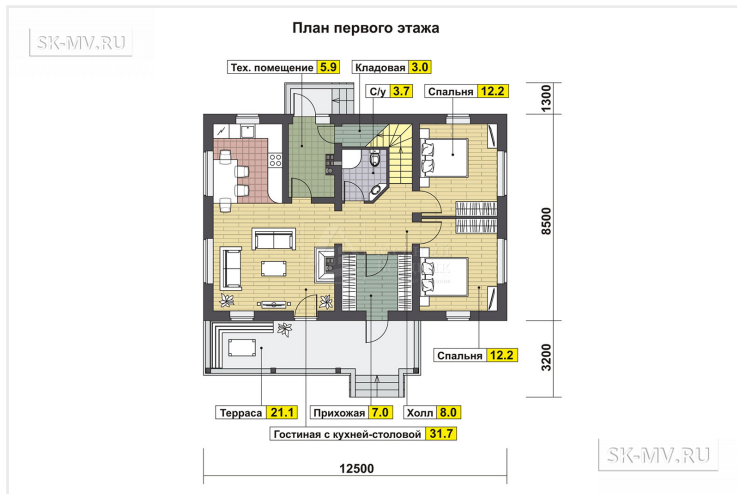 План первого этажа
SK-MV.RU
Тех. помещение 5.9
Кладовая 3.0
С/у 3.7
Спальня 12.2
1300
8500
3200
Спальня 12.2
Терраса 21.1
Прихожая 7.0
Холл 8.0
Гостиная с кухней-столовой 31.7
12500
SK-MV.RU